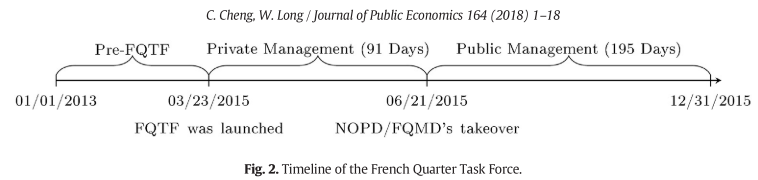 C. Cheng, W. Long / Journal of Public Economics 164 (2018) 1–18
Pre-FQTF Private Management (91 Days) Public Management (195 Days)
01/01/2013 03/23/2015 06/21/2015 12/31/2015
FQTF was launched NOPD/FQMD's takeover
Fig. 2. Timeline of the French Quarter Task Force.